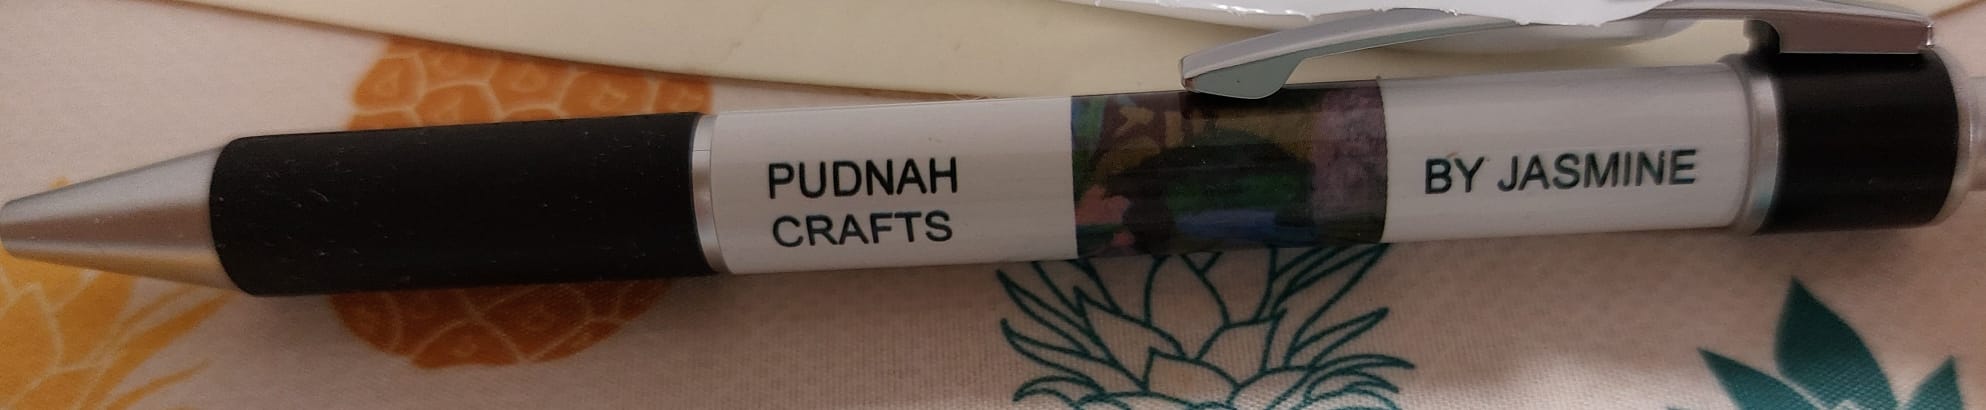 PUDNAH
CRAFTS
BY JASMINE